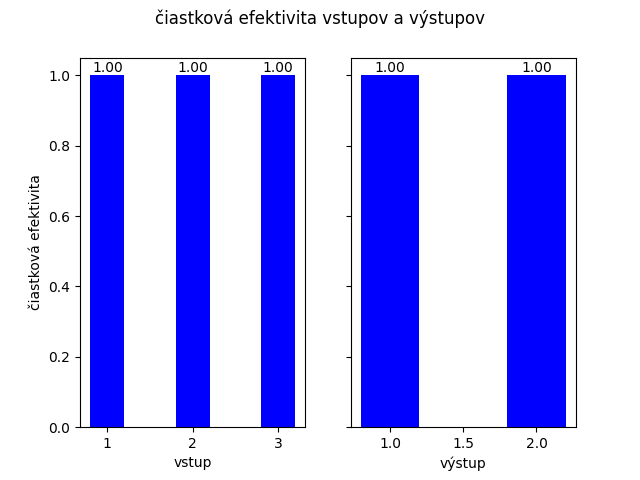 čiastková efektivita vstupov a výstupov
1.00 1.00 1.00
1.0
0.8
0.6
0.4
0.2
0.0
čiastková efektivita
1 2 3
vstup
1.00 1.00
1.0 1.5 2.0
výstup